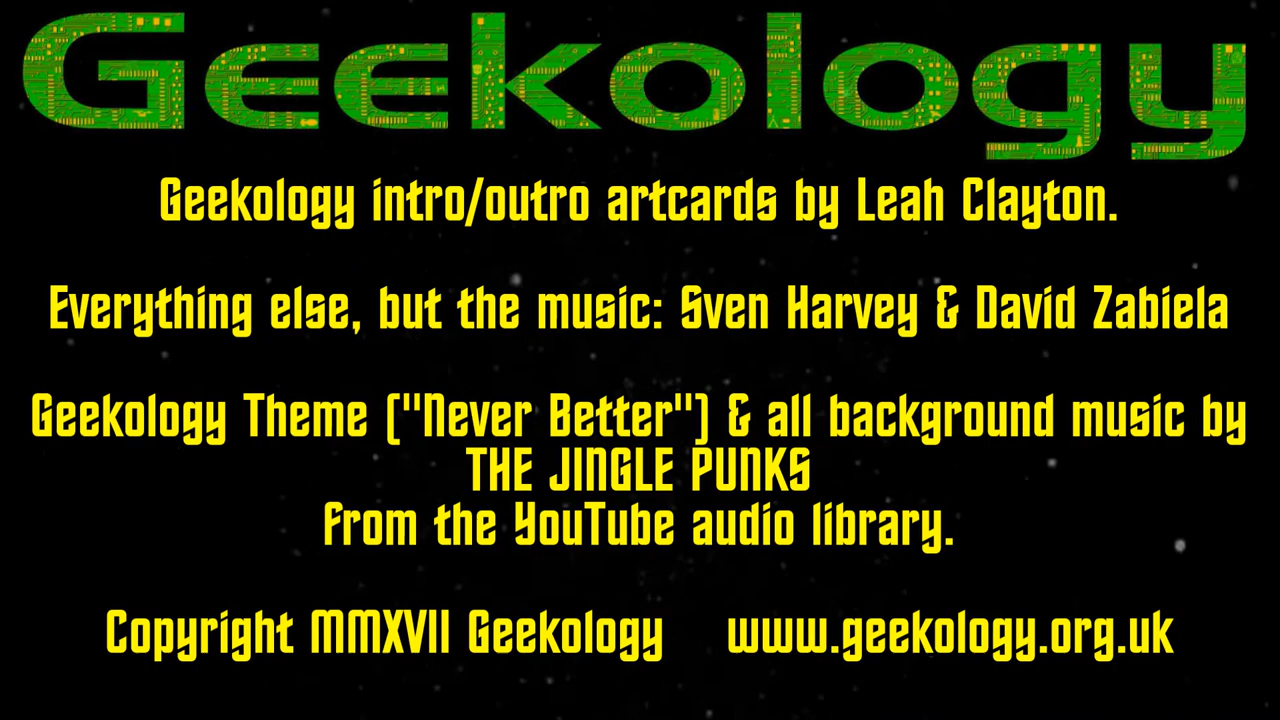 Geekology
Geekology intro/outro artcards by Leah Clayton.
Everything else, but the music: Sven Harvey & David Zabiela
Geekology Theme ("Never Better") & all background music by
THE JINGLE PUNKS
from the YouTube audio library.
Copyright MMXVII Geekology www.geekology.org.uk